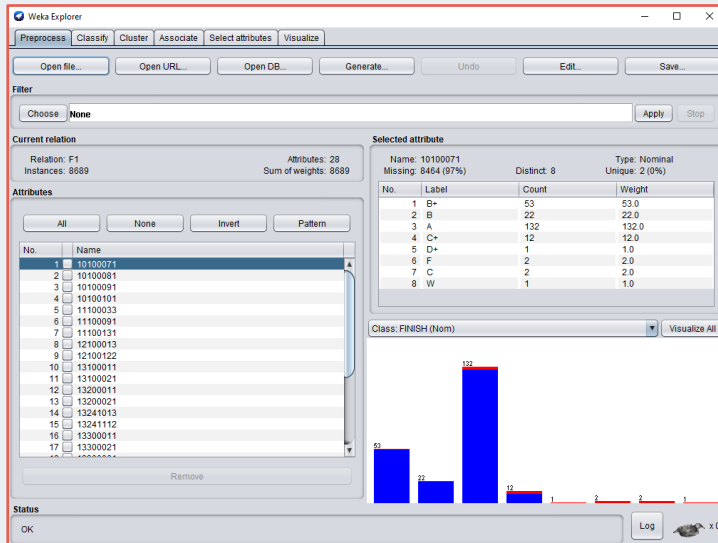 Weka Explorer
Preprocess Classify Cluster Associate Select attributes Visualize
Open file... Open URL... Open DB... Generate... Undo Edit... Save...
Filter
Choose None Apply Stop
Current relation
Relation: F1 Attributes: 28
Instances: 8689 Sum of weights: 8689
Attributes
All None Invert Pattern
No. Name
1 10100071
2 10100081
3 10100091
4 10100101
5 11100033
6 11100091
7 11100131
8 12100013
9 12100122
10 13100011
11 13100021
12 13200011
13 13200021
14 13241013
15 13241112
16 13300011
17 13300021
Remove
Selected attribute
Name: 10100071 Type: Nominal
Missing: 8464 (97%) Distinct: 8 Unique: 2 (0%)
No. Label Count Weight
1 B+ 53 53.0
2 B 22 22.0
3 A 132 132.0
4 C+ 12 12.0
5 D+ 1 1.0
6 F 2 2.0
7 C 2 2.0
8 W 1 1.0
Class: FINISH (Nom) Visualize All
53 22 132 12 1 2 2 1
Status
OK
Log